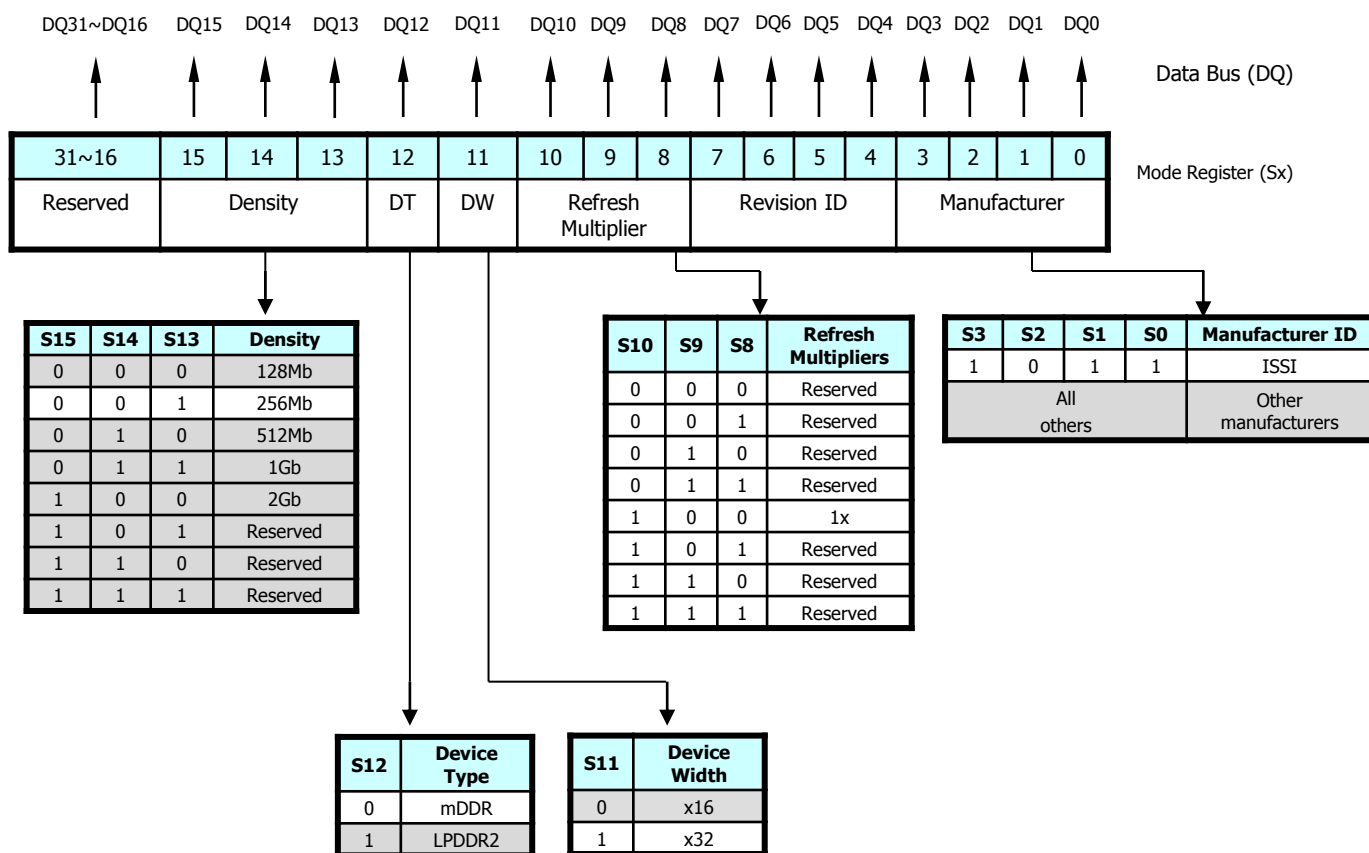 DQ31~DQ16 DQ15 DQ14 DQ13 DQ12 DQ11 DQ10 DQ9 DQ8 DQ7 DQ6 DQ5 DQ4 DQ3 DQ2 DQ1 DQ0
Data Bus (DQ)
31~16 15 14 13 12 11 10 9 8 7 6 5 4 3 2 1 0
Mode Register (Sx)
Reserved Density DT DW Refresh Multiplier Revision ID Manufacturer
S15 S14 S13 Density
0 0 0 128Mb
0 0 1 256Mb
0 1 0 512Mb
0 1 1 1Gb
1 0 0 2Gb
1 0 1 Reserved
1 1 0 Reserved
1 1 1 Reserved
S10 S9 S8 Refresh Multipliers
0 0 0 Reserved
0 0 1 Reserved
0 1 0 Reserved
0 1 1 Reserved
1 0 0 1x
1 0 1 Reserved
1 1 0 Reserved
1 1 1 Reserved
S3 S2 S1 S0 Manufacturer ID
1 0 1 1 ISSI
All others Other manufacturers
S12 Device Type
0 mDDR
1 LPDDR2
S11 Device Width
0 x16
1 x32